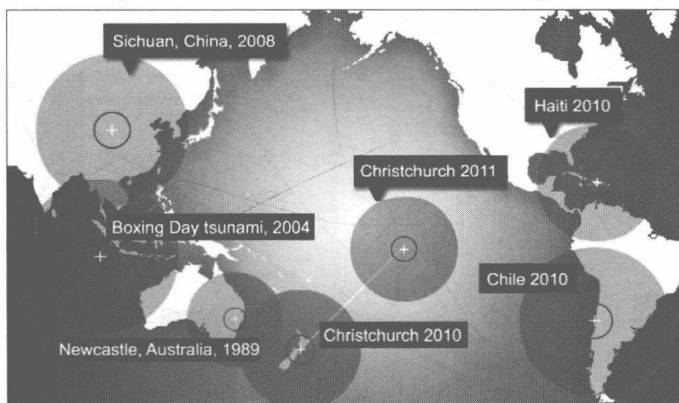 Sichuan, China, 2008
Haiti 2010
Christchurch 2011
Boxing Day tsunami, 2004
Chile 2010
Christchurch 2010
Newcastle, Australia, 1989